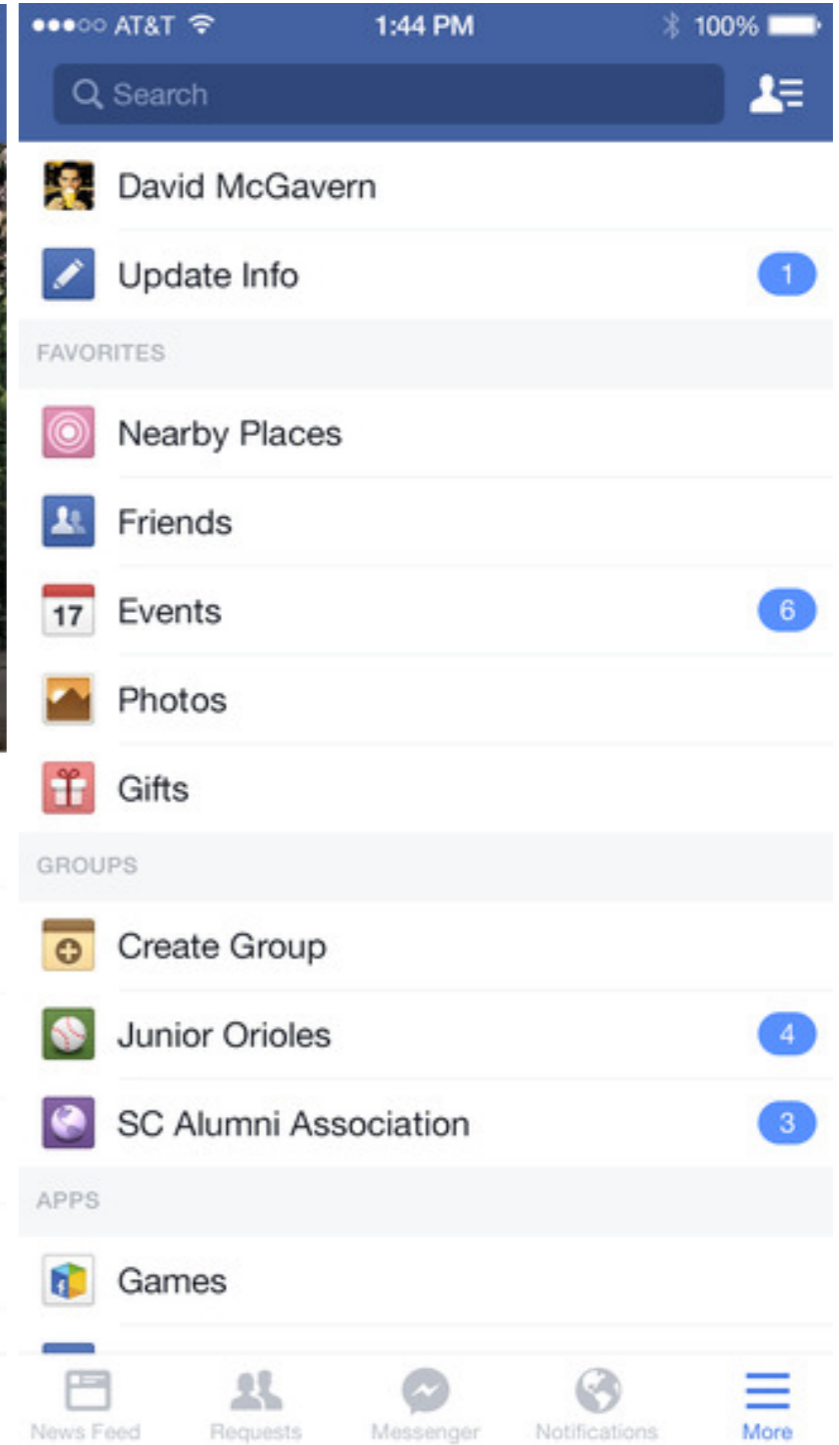 AT&T 1:44 PM 100%
Search
David McGavern
Update Info 1
FAVORITES
Nearby Places
Friends
17 Events 6
Photos
Gifts
GROUPS
Create Group
Junior Orioles 4
SC Alumni Association 3
APPS
f Games
News Feed Requests Messenger Notifications More